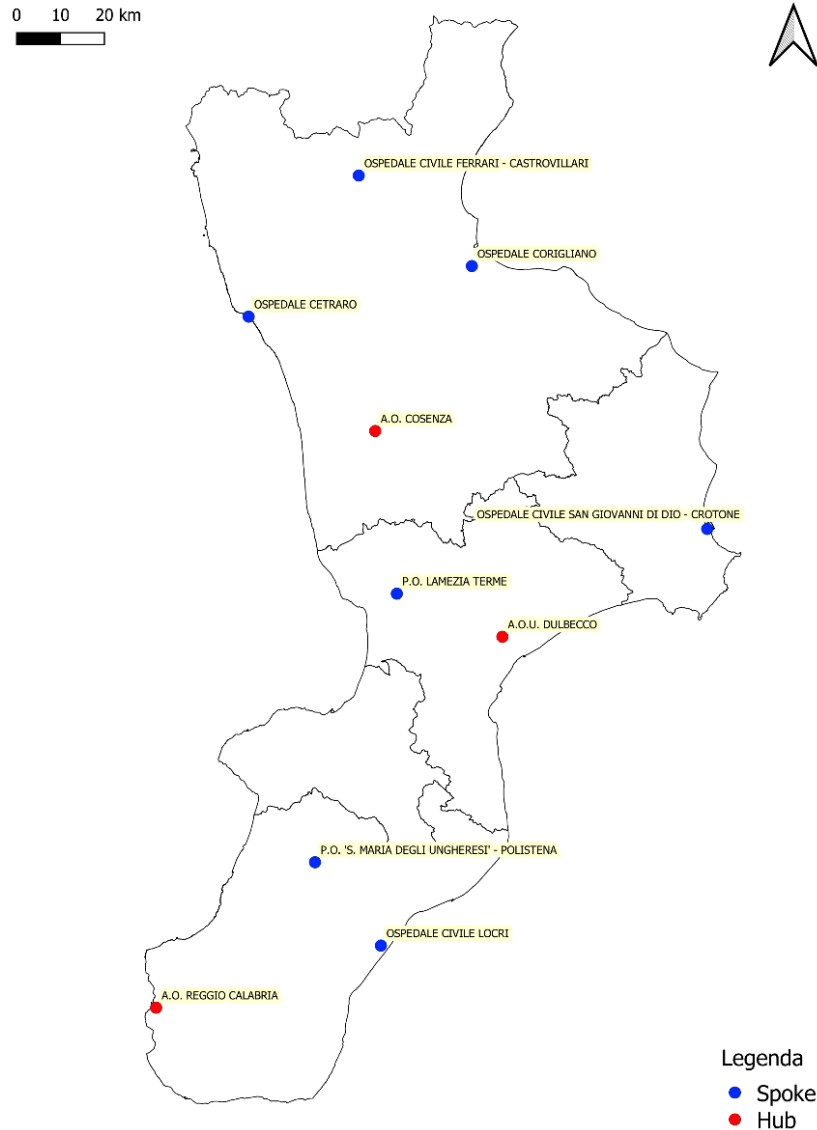 0 10 20 km
OSPEDALE CIVILE FERRARI - CASTROVILLARI
OSPEDALE CORIGLIANO
OSPEDALE CETRARO
A.O. COSENZA
OSPEDALE CIVILE SAN GIOVANNI DI DIO - CROTONE
P.O. LAMEZIA TERME
A.O.U. DULBECCO
P.O. 'S. MARIA DEGLI UNGHERESI' - POLISTENA
OSPEDALE CIVILE LOCRI
A.O. REGGIO CALABRIA
Legenda
Spoke
Hub